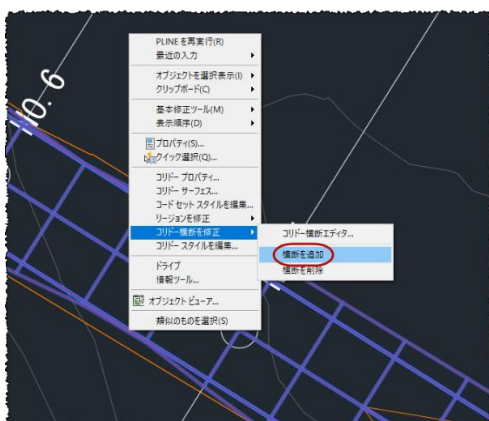 10.6
PLINE を再実行(R)
最近の入力
オブジェクトを選択表示(I)
クリップボード(C)
基本修正ツール(M)
表示順序(D)
プロパティ(S)...
クイック選択(Q)...
コリドー プロパティ...
コリドー サーフェス...
コード セット スタイルを編集...
リージョンを修正
コリドー横断を修正
コリドー スタイルを編集...
ドライブ
情報ツール...
オブジェクト ビューア...
類似のものを選択(S)
コリドー横断エディタ...
横断を追加
横断を削除